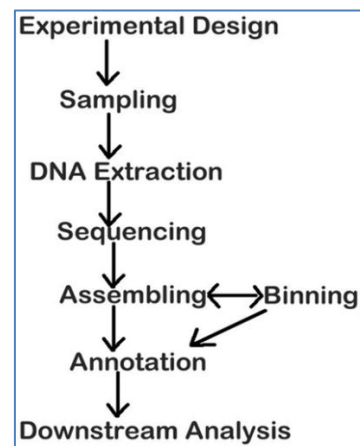 Experimental Design
Sampling
DNA Extraction
Sequencing
Assembling
Binning
Annotation
Downstream Analysis